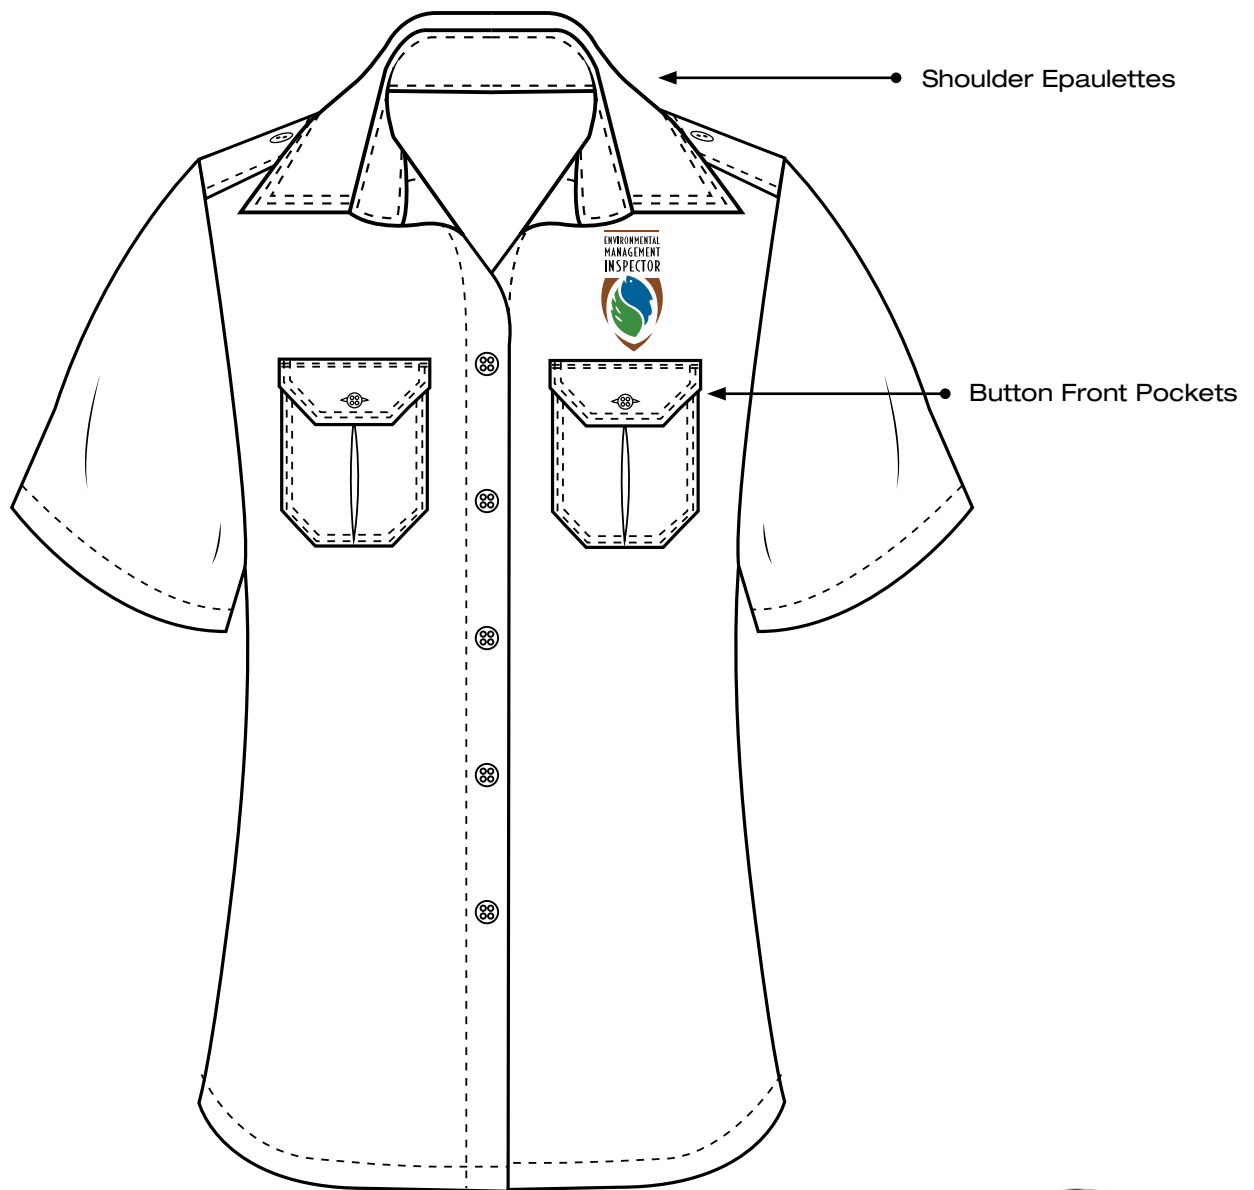 Shoulder Epaulettes
ENVIRONMENTAL
MANAGEMENT
INSPECTOR
Button Front Pockets